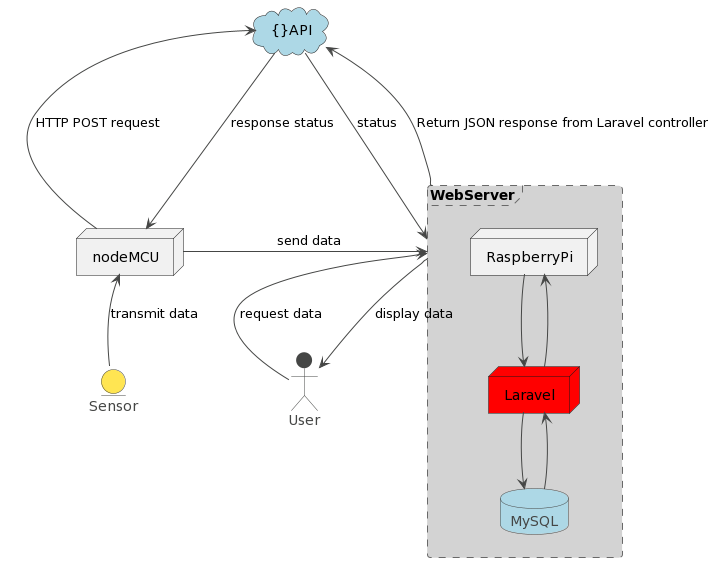 {}API
HTTP POST request
response status
status
Return JSON response from Laravel controller
WebServer
nodeMCU
send data
RaspberryPi
transmit data
request data
display data
Sensor
User
Laravel
MySQL